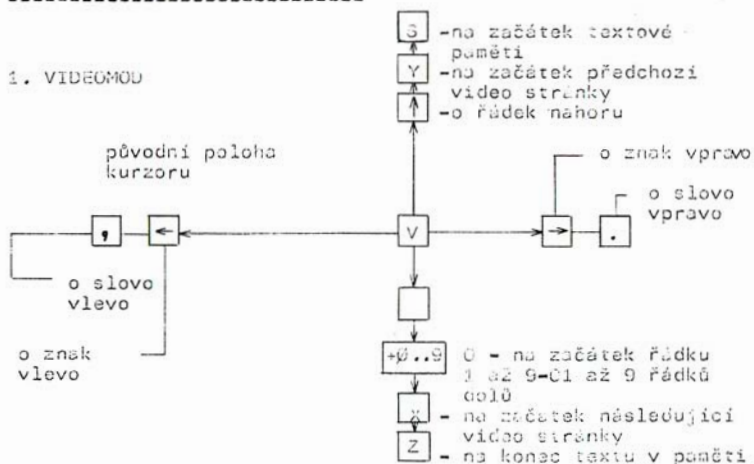 S -na začátek textové
paměti
Y -na začátek předchozí
video stránky
↑ -o řádek nahoru
1. VIDEOMOD
původní poloha
kurzoru
o znak vpravo
o slovo
vpravo
, ← V → .
o slovo
vlevo
o znak
vlevo
+Ø..9 0 - na začátek řádku
1 až 9-01 až 9 řádků
dolů
X - na začátek následující
video stránky
Z - na konec textu v paměti